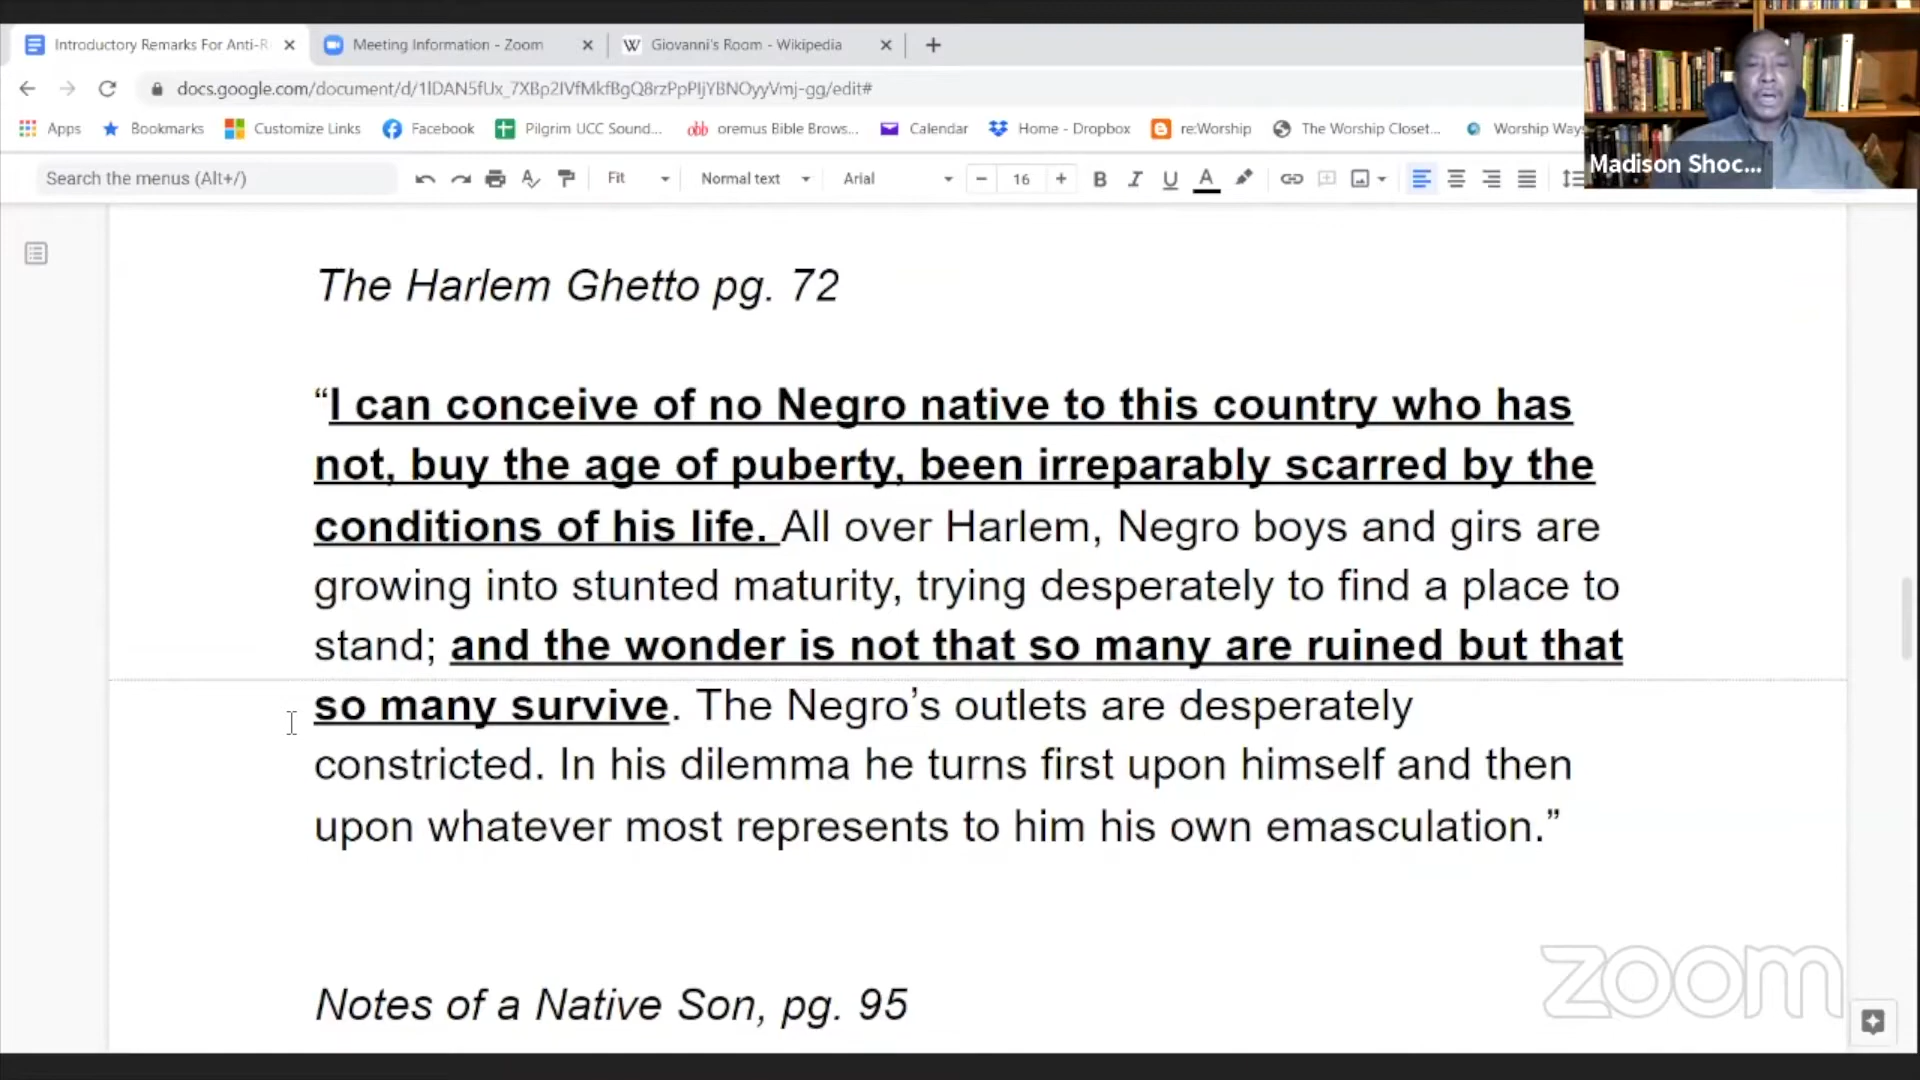 Introductory Remarks For Anti-R
Meeting Information - Zoom
Giovanni's Room - Wikipedia
docs.google.com/document/d/1lDAN5fUx_7XBp2IVfMkfBgQ8rzPpPIjYBNOyyVmj-gg/edit#
Apps
Bookmarks
Customize Links
Facebook
Pilgrim UCC Sound...
oremus Bible Brows...
Calendar
Home - Dropbox
re:Worship
The Worship Closet...
Worship Ways
Madison Shoc...
Search the menus (Alt+/)
Fit
Normal text
Arial
16
The Harlem Ghetto pg. 72
“I can conceive of no Negro native to this country who has
not, buy the age of puberty, been irreparably scarred by the
conditions of his life. All over Harlem, Negro boys and girs are
growing into stunted maturity, trying desperately to find a place to
stand; and the wonder is not that so many are ruined but that
so many survive. The Negro’s outlets are desperately
constricted. In his dilemma he turns first upon himself and then
upon whatever most represents to him his own emasculation.”
Notes of a Native Son, pg. 95
zoom